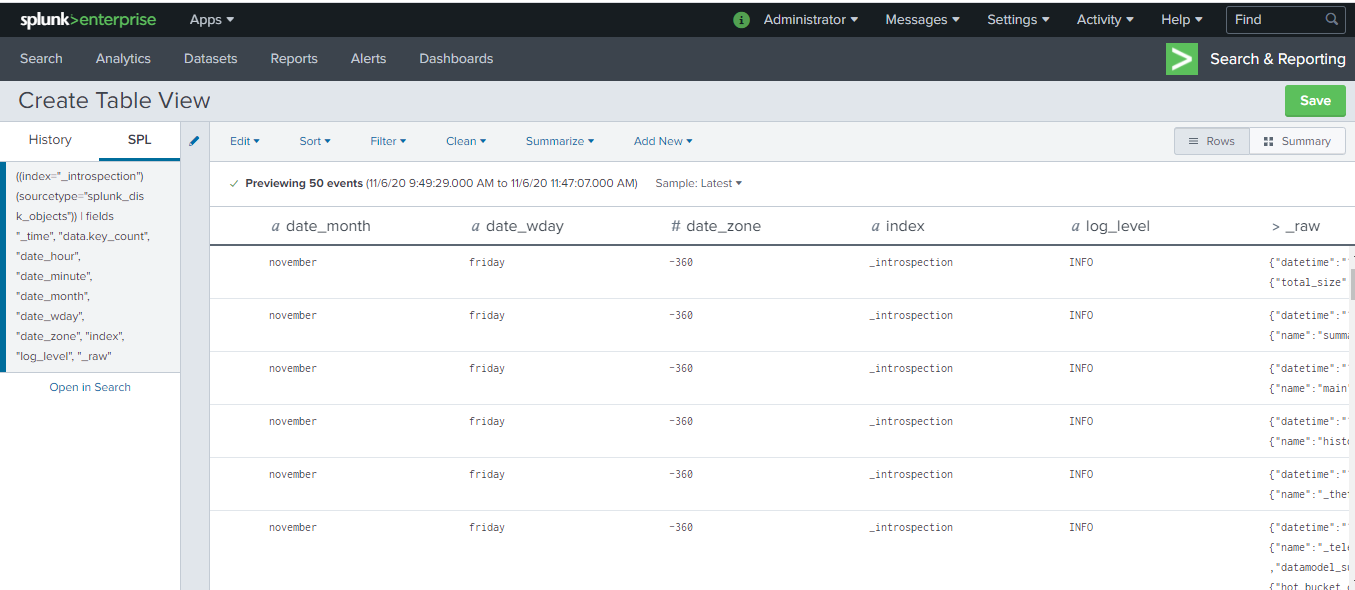 splunk>enterprise Apps Administrator Messages Settings Activity Help Find
Search Analytics Datasets Reports Alerts Dashboards Search & Reporting
Create Table View Save
History SPL Edit Sort Filter Clean Summarize Add New Rows Summary
((index="_introspection")
(sourcetype="splunk_dis
k_objects")) | fields
"_time", "data.key_count",
"date_hour",
"date_minute",
"date_month",
"date_wday",
"date_zone", "index",
"log_level", "_raw"
Open in Search
Previewing 50 events (11/6/20 9:49:29.000 AM to 11/6/20 11:47:07.000 AM) Sample: Latest
a date_month a date_wday # date_zone a index a log_level > _raw
november friday -360 _introspection INFO {"datetime":"
{"total_size"
november friday -360 _introspection INFO {"datetime":"
{"name":"summa
november friday -360 _introspection INFO {"datetime":"
{"name":"main"
november friday -360 _introspection INFO {"datetime":"
{"name":"histo
november friday -360 _introspection INFO {"datetime":"
{"name":"_thef
november friday -360 _introspection INFO {"datetime":"
{"name":"_tele
,"datamodel_su
{"hot_bucket_c